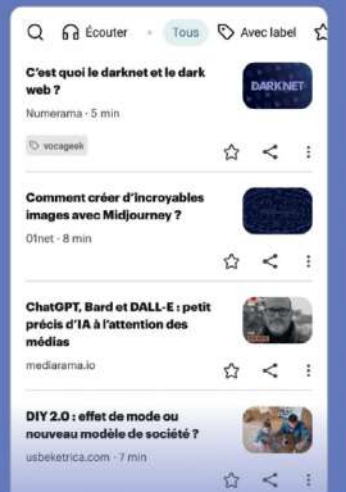 Écouter
Tous
Avec label
C'est quoi le darknet et le dark
web ?
DARKNET
Numerama · 5 min
vocageek
Comment créer d'incroyables
images avec Midjourney ?
01net · 8 min
ChatGPT, Bard et DALL-E : petit
précis d'IA à l'attention des
médias
mediarama.io
DIY 2.0 : effet de mode ou
nouveau modèle de société ?
usbeketrica.com · 7 min